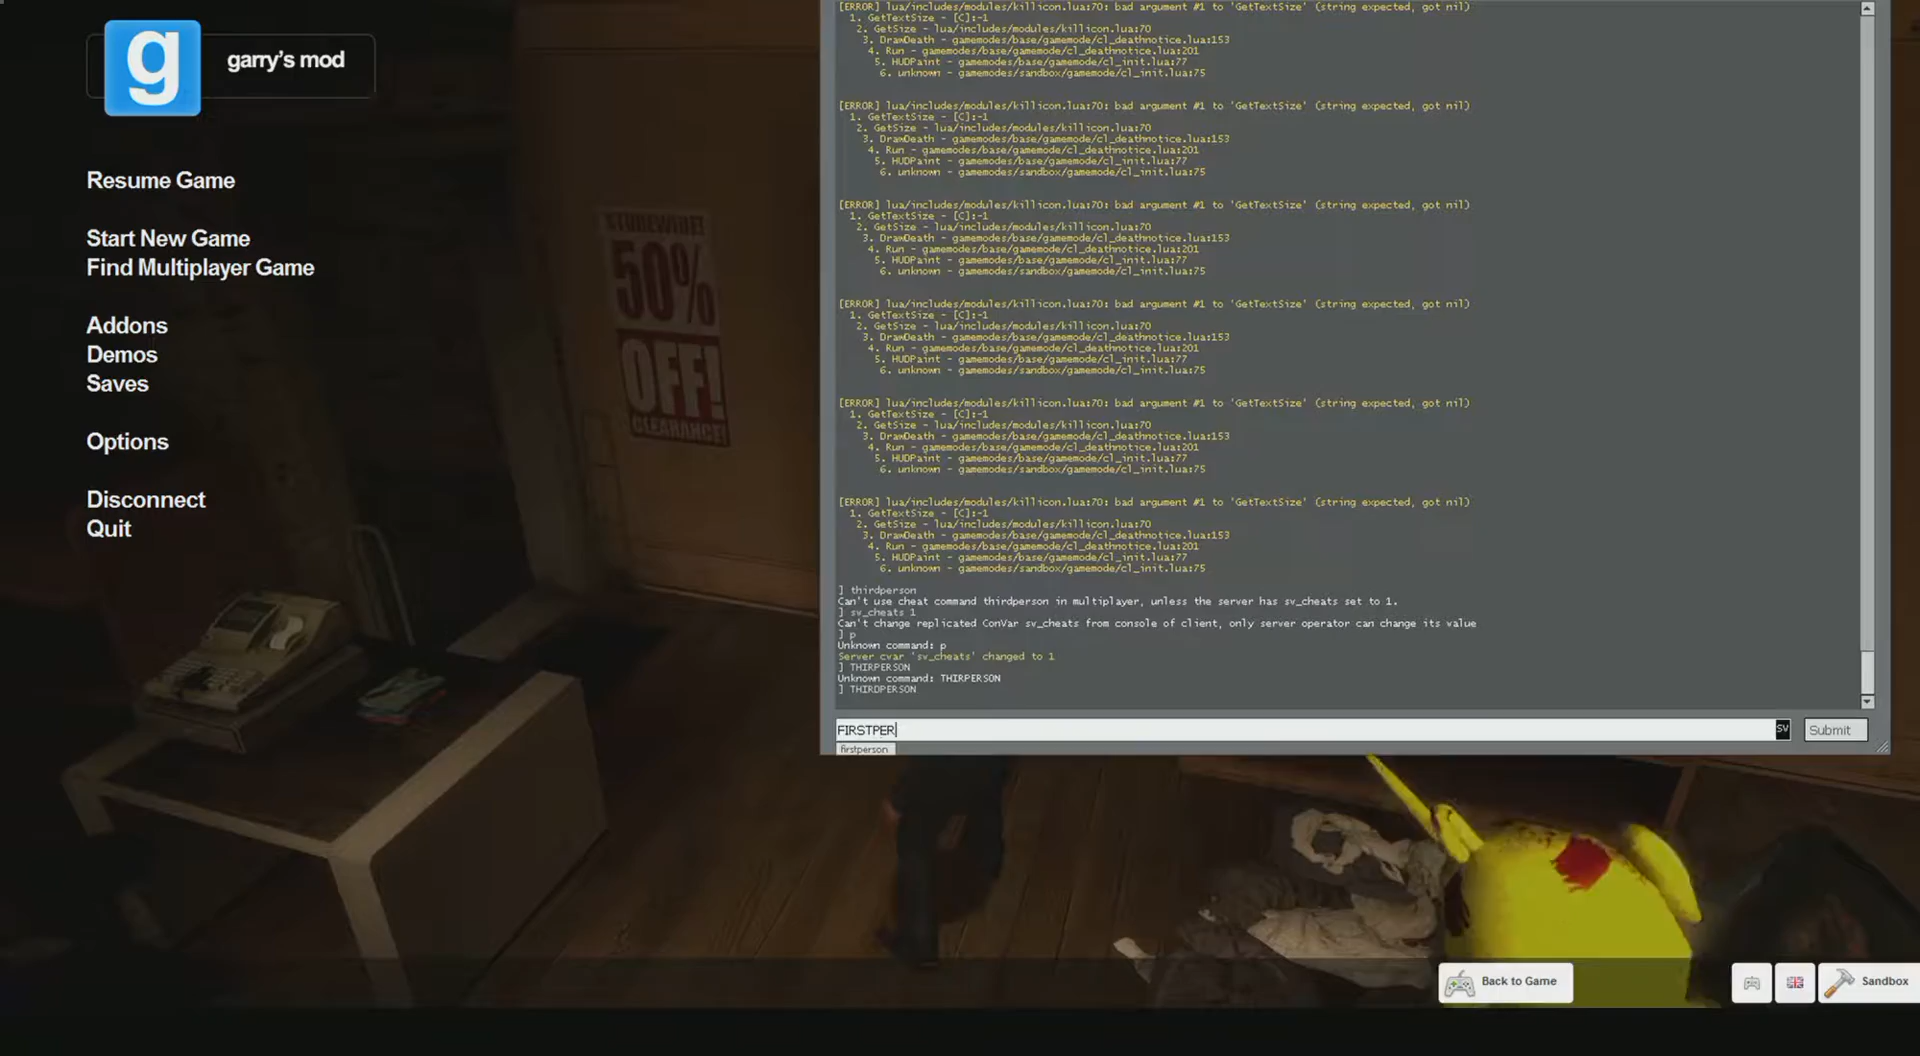 g
garry's mod
Resume Game
Start New Game
Find Multiplayer Game
Addons
Demos
Saves
Options
Disconnect
Quit
STOREWIDE!
50%
OFF!
CLEARANCE!
[ERROR] lua/includes/modules/killicon.lua:70: bad argument #1 to 'GetTextSize' (string expected, got nil)
1. GetTextSize - [C]:-1
2. GetSize - lua/includes/modules/killicon.lua:70
3. DrawDeath - gamemodes/base/gamemode/cl_deathnotice.lua:153
4. Run - gamemodes/base/gamemode/cl_deathnotice.lua:201
5. HUDPaint - gamemodes/base/gamemode/cl_init.lua:77
6. unknown - gamemodes/sandbox/gamemode/cl_init.lua:75
[ERROR] lua/includes/modules/killicon.lua:70: bad argument #1 to 'GetTextSize' (string expected, got nil)
1. GetTextSize - [C]:-1
2. GetSize - lua/includes/modules/killicon.lua:70
3. DrawDeath - gamemodes/base/gamemode/cl_deathnotice.lua:153
4. Run - gamemodes/base/gamemode/cl_deathnotice.lua:201
5. HUDPaint - gamemodes/base/gamemode/cl_init.lua:77
6. unknown - gamemodes/sandbox/gamemode/cl_init.lua:75
[ERROR] lua/includes/modules/killicon.lua:70: bad argument #1 to 'GetTextSize' (string expected, got nil)
1. GetTextSize - [C]:-1
2. GetSize - lua/includes/modules/killicon.lua:70
3. DrawDeath - gamemodes/base/gamemode/cl_deathnotice.lua:153
4. Run - gamemodes/base/gamemode/cl_deathnotice.lua:201
5. HUDPaint - gamemodes/base/gamemode/cl_init.lua:77
6. unknown - gamemodes/sandbox/gamemode/cl_init.lua:75
[ERROR] lua/includes/modules/killicon.lua:70: bad argument #1 to 'GetTextSize' (string expected, got nil)
1. GetTextSize - [C]:-1
2. GetSize - lua/includes/modules/killicon.lua:70
3. DrawDeath - gamemodes/base/gamemode/cl_deathnotice.lua:153
4. Run - gamemodes/base/gamemode/cl_deathnotice.lua:201
5. HUDPaint - gamemodes/base/gamemode/cl_init.lua:77
6. unknown - gamemodes/sandbox/gamemode/cl_init.lua:75
[ERROR] lua/includes/modules/killicon.lua:70: bad argument #1 to 'GetTextSize' (string expected, got nil)
1. GetTextSize - [C]:-1
2. GetSize - lua/includes/modules/killicon.lua:70
3. DrawDeath - gamemodes/base/gamemode/cl_deathnotice.lua:153
4. Run - gamemodes/base/gamemode/cl_deathnotice.lua:201
5. HUDPaint - gamemodes/base/gamemode/cl_init.lua:77
6. unknown - gamemodes/sandbox/gamemode/cl_init.lua:75
[ERROR] lua/includes/modules/killicon.lua:70: bad argument #1 to 'GetTextSize' (string expected, got nil)
1. GetTextSize - [C]:-1
2. GetSize - lua/includes/modules/killicon.lua:70
3. DrawDeath - gamemodes/base/gamemode/cl_deathnotice.lua:153
4. Run - gamemodes/base/gamemode/cl_deathnotice.lua:201
5. HUDPaint - gamemodes/base/gamemode/cl_init.lua:77
6. unknown - gamemodes/sandbox/gamemode/cl_init.lua:75
] thirdperson
Can't use cheat command thirdperson in multiplayer, unless the server has sv_cheats set to 1.
] sv_cheats 1
Can't change replicated ConVar sv_cheats from console of client, only server operator can change its value
] p
Unknown command: p
Server cvar 'sv_cheats' changed to 1
] THIRPERSON
Unknown command: THIRPERSON
] THIRDPERSON
FIRSTPER
SV
Submit
firstperson
Back to Game
Sandbox